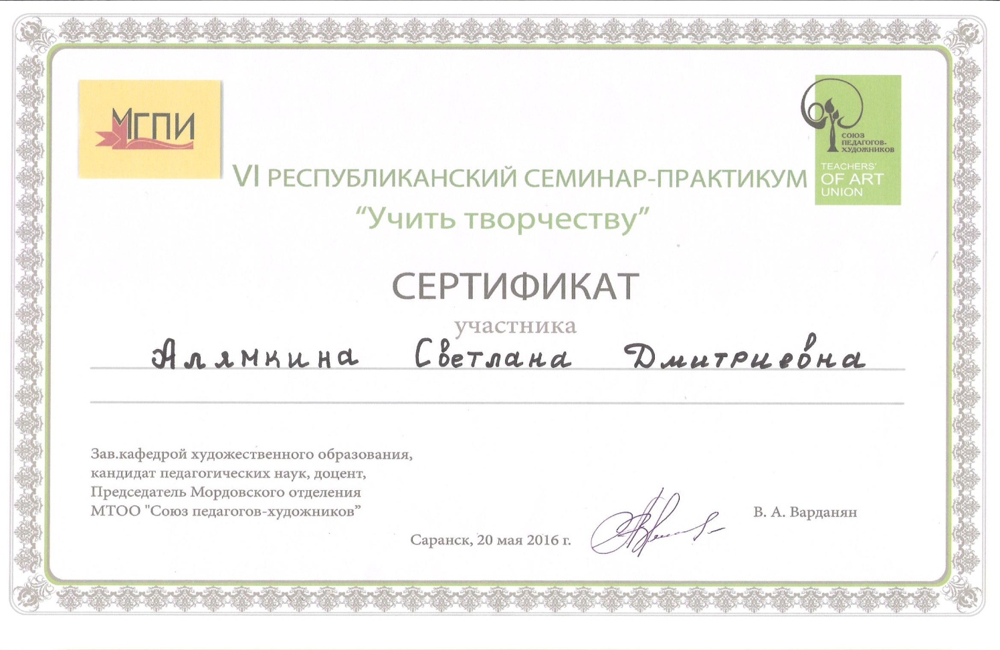 МГПИ
СОЮЗ
ПЕДАГОГОВ-
ХУДОЖНИКОВ
TEACHERS'
OF ART
UNION
VI РЕСПУБЛИКАНСКИЙ СЕМИНАР-ПРАКТИКУМ
“Учить творчеству”
СЕРТИФИКАТ
участника
Алямкина Светлана Дмитриевна
Зав.кафедрой художественного образования,
кандидат педагогических наук, доцент,
Председатель Мордовского отделения
МТОО "Союз педагогов-художников”
В. А. Варданян
Саранск, 20 мая 2016 г.